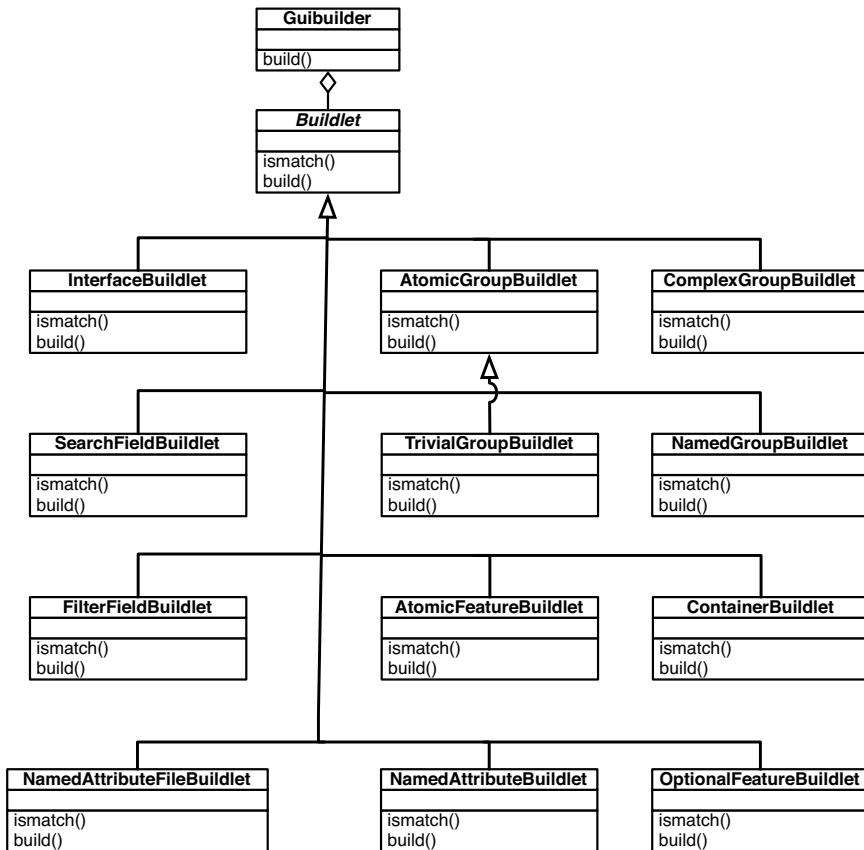 Guibuilder
build()
Buildlet
ismatch()
build()
InterfaceBuildlet
ismatch()
build()
AtomicGroupBuildlet
ismatch()
build()
ComplexGroupBuildlet
ismatch()
build()
SearchFieldBuildlet
ismatch()
build()
TrivialGroupBuildlet
ismatch()
build()
NamedGroupBuildlet
ismatch()
build()
FilterFieldBuildlet
ismatch()
build()
AtomicFeatureBuildlet
ismatch()
build()
ContainerBuildlet
ismatch()
build()
NamedAttributeFileBuildlet
ismatch()
build()
NamedAttributeBuildlet
ismatch()
build()
OptionalFeatureBuildlet
ismatch()
build()